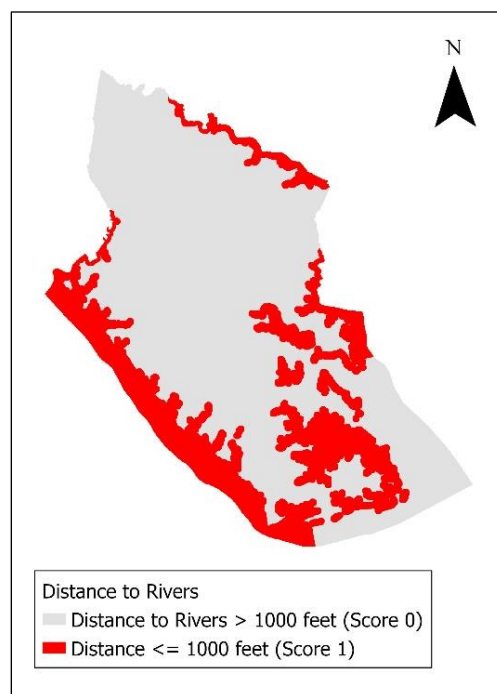 N
Distance to Rivers
Distance to Rivers > 1000 feet (Score 0)
Distance <= 1000 feet (Score 1)